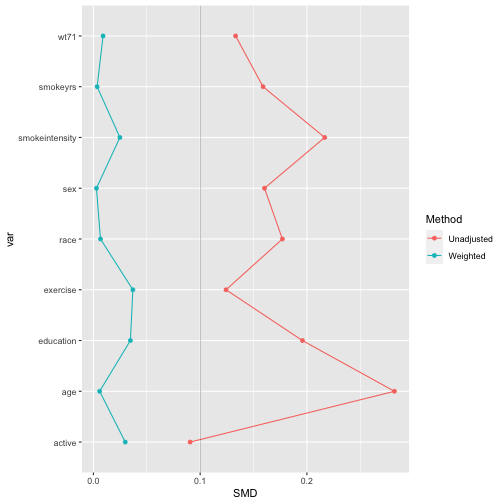 wt71
smokeyrs
smokeintensity
sex
race
exercise
education
age
active
var
0.0
0.1
0.2
SMD
Method
Unadjusted
Weighted